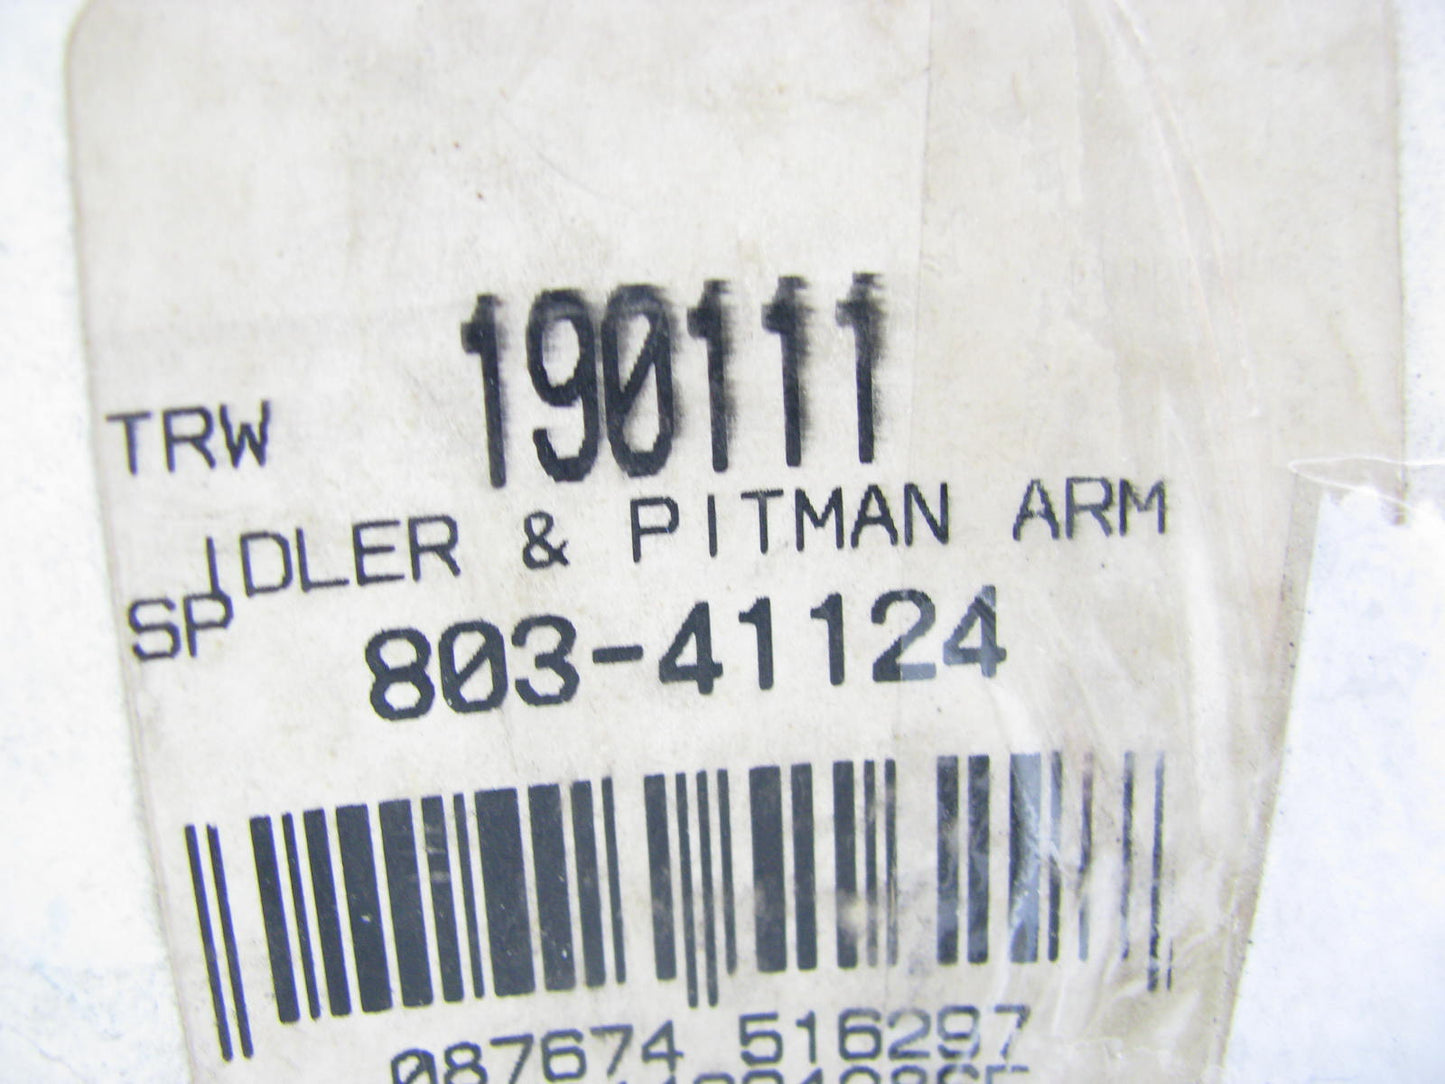 190111
TRW
IDLER & PITMAN ARM
SP
803-41124
087674 516297